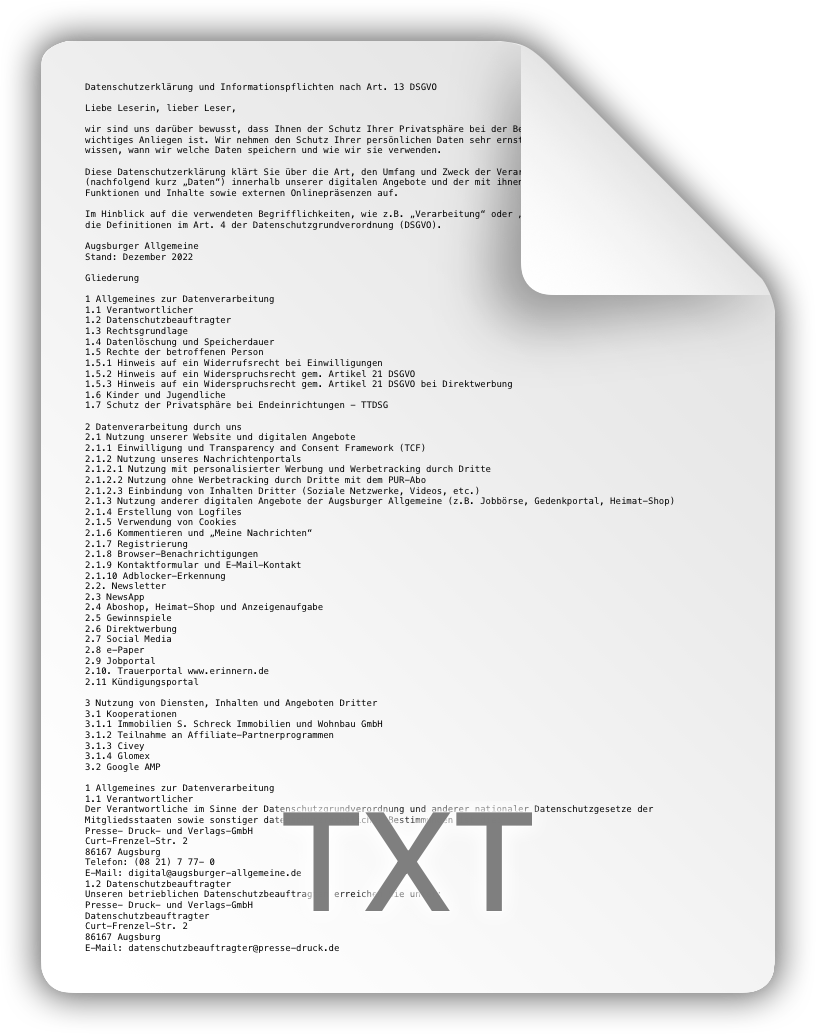 Datenschutzerklärung und Informationspflichten nach Art. 13 DSGVO
Liebe Leserin, lieber Leser,
wir sind uns darüber bewusst, dass Ihnen der Schutz Ihrer Privatsphäre bei der
wichtiges Anliegen ist. Wir nehmen den Schutz Ihrer persönlichen Daten sehr
wissen, wann wir welche Daten speichern und wie wir sie verwenden.
Diese Datenschutzerklärung klärt Sie über die Art, den Umfang und Zweck der
(nachfolgend kurz „Daten“) innerhalb unserer digitalen Angebote und der mit
Funktionen und Inhalte sowie externen Onlinepräsenzen auf.
Im Hinblick auf die verwendeten Begrifflichkeiten, wie z.B. „Verarbeitung“ oder
die Definitionen im Art. 4 der Datenschutzgrundverordnung (DSGVO).
Augsburger Allgemeine
Stand: Dezember 2022
Gliederung
1 Allgemeines zur Datenverarbeitung
1.1 Verantwortlicher
1.2 Datenschutzbeauftragter
1.3 Rechtsgrundlage
1.4 Datenlöschung und Speicherdauer
1.5 Rechte der betroffenen Person
1.5.1 Hinweis auf ein Widerrufsrecht bei Einwilligungen
1.5.2 Hinweis auf ein Widerspruchsrecht gem. Artikel 21 DSGVO
1.5.3 Hinweis auf ein Widerspruchsrecht gem. Artikel 21 DSGVO bei Direktwerbung
1.6 Kinder und Jugendliche
1.7 Schutz der Privatsphäre bei Endeinrichtungen - TTDSG
2 Datenverarbeitung durch uns
2.1 Nutzung unserer Website und digitalen Angebote
2.1.1 Einwilligung und Transparency and Consent Framework (TCF)
2.1.2 Nutzung unseres Nachrichtenportals
2.1.2.1 Nutzung mit personalisierter Werbung und Werbetracking durch Dritte
2.1.2.2 Nutzung ohne Werbetracking durch Dritte mit dem PUR-Abo
2.1.2.3 Einbindung von Inhalten Dritter (Soziale Netzwerke, Videos, etc.)
2.1.3 Nutzung anderer digitalen Angebote der Augsburger Allgemeine (z.B. Jobbörse, Gedenkportal, Heimat-Shop)
2.1.4 Erstellung von Logfiles
2.1.5 Verwendung von Cookies
2.1.6 Kommentieren und „Meine Nachrichten“
2.1.7 Registrierung
2.1.8 Browser-Benachrichtigungen
2.1.9 Kontaktformular und E-Mail-Kontakt
2.1.10 Adblocker-Erkennung
2.2. Newsletter
2.3 NewsApp
2.4 Aboshop, Heimat-Shop und Anzeigenaufgabe
2.5 Gewinnspiele
2.6 Direktwerbung
2.7 Social Media
2.8 e-Paper
2.9 Jobportal
2.10. Trauerportal www.erinnern.de
2.11 Kündigungsportal
3 Nutzung von Diensten, Inhalten und Angeboten Dritter
3.1 Kooperationen
3.1.1 Immobilien S. Schreck Immobilien und Wohnbau GmbH
3.1.2 Teilnahme an Affiliate-Partnerprogrammen
3.1.3 Civey
3.1.4 Glomex
3.2 Google AMP
1 Allgemeines zur Datenverarbeitung
1.1 Verantwortlicher
Der Verantwortliche im Sinne der Datenschutzgrundverordnung und anderer nationaler Datenschutzgesetze der
Mitgliedsstaaten sowie sonstiger
Presse- Druck- und Verlags-GmbH
Curt-Frenzel-Str. 2
86167 Augsburg
Telefon: (08 21) 7 77- 0
E-Mail: digital@augsburger-allgemeine.de
1.2 Datenschutzbeauftragter
Unseren betrieblichen
Presse- Druck- und Verlags-GmbH
Datenschutzbeauftragter
Curt-Frenzel-Str. 2
86167 Augsburg
E-Mail: datenschutzbeauftragter@presse-druck.de
TXT